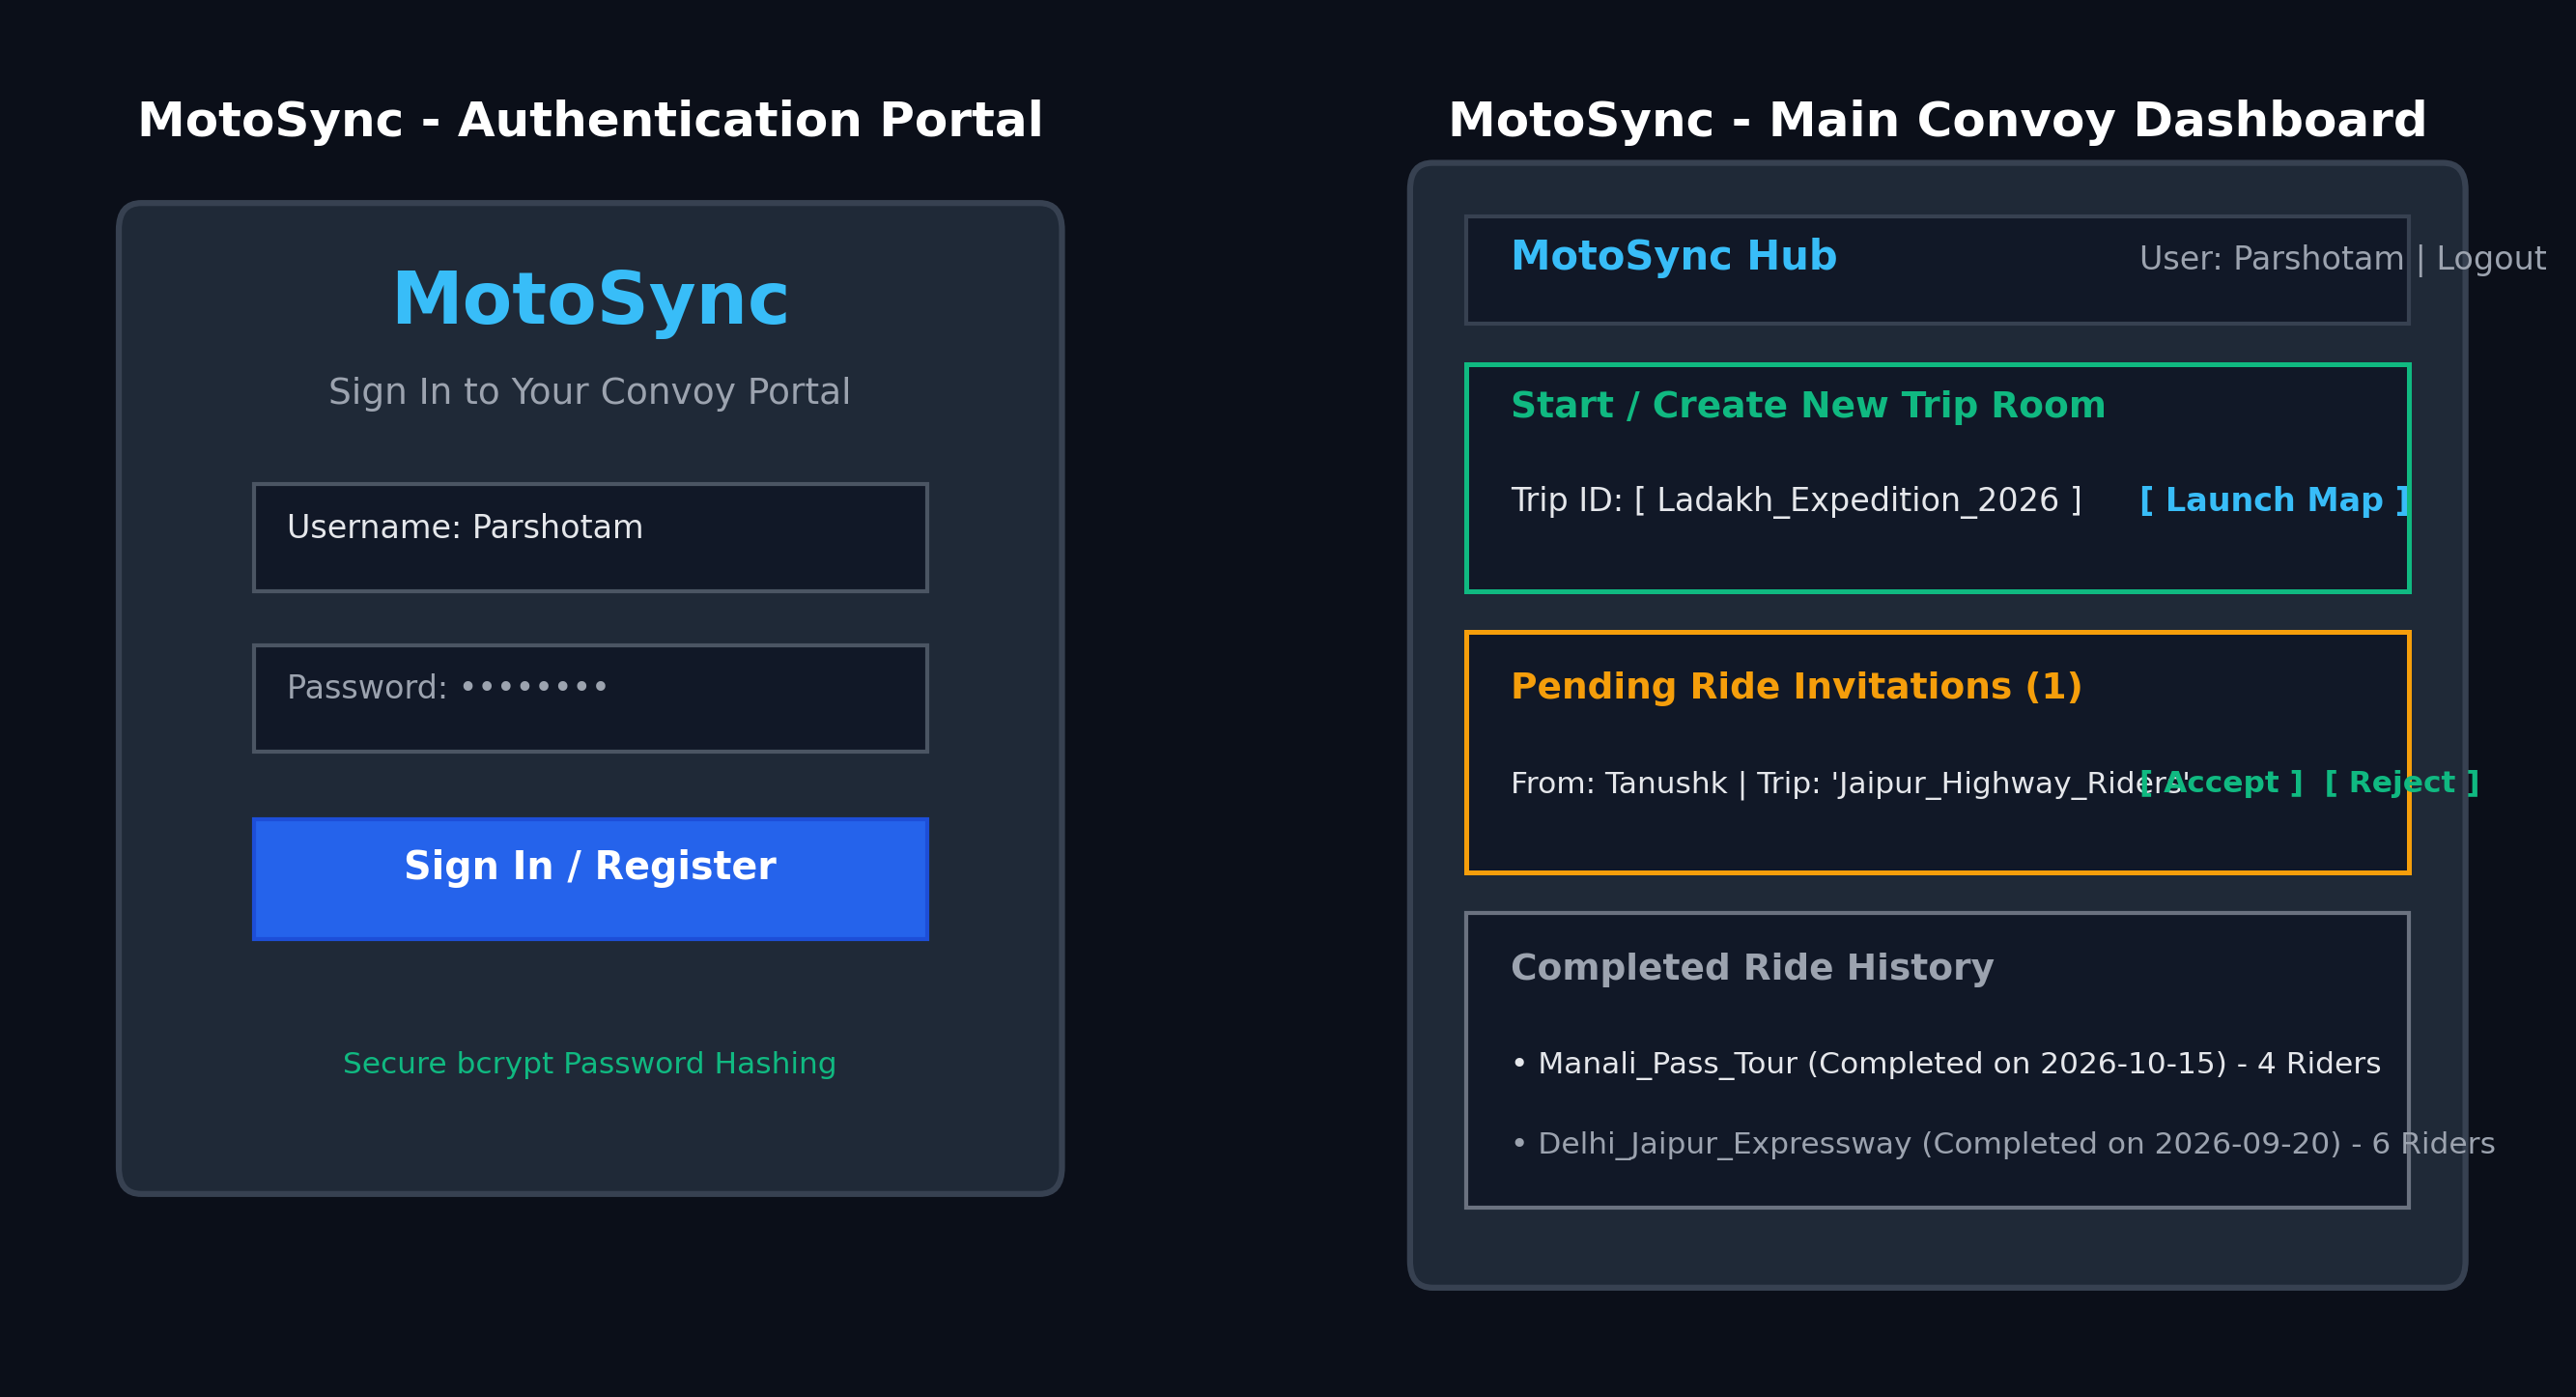 MotoSync - Authentication Portal
MotoSync
Sign In to Your Convoy Portal
Username: Parshotam
Password: ••••••••
Sign In / Register
Secure bcrypt Password Hashing
MotoSync - Main Convoy Dashboard
MotoSync Hub
User: Parshotam | Logout
Start / Create New Trip Room
Trip ID: [ Ladakh_Expedition_2026 ] [ Launch Map ]
Pending Ride Invitations (1)
From: Tanushk | Trip: 'Jaipur_Highway_Riders' [ Accept ] [ Reject ]
Completed Ride History
• Manali_Pass_Tour (Completed on 2026-10-15) - 4 Riders
• Delhi_Jaipur_Expressway (Completed on 2026-09-20) - 6 Riders